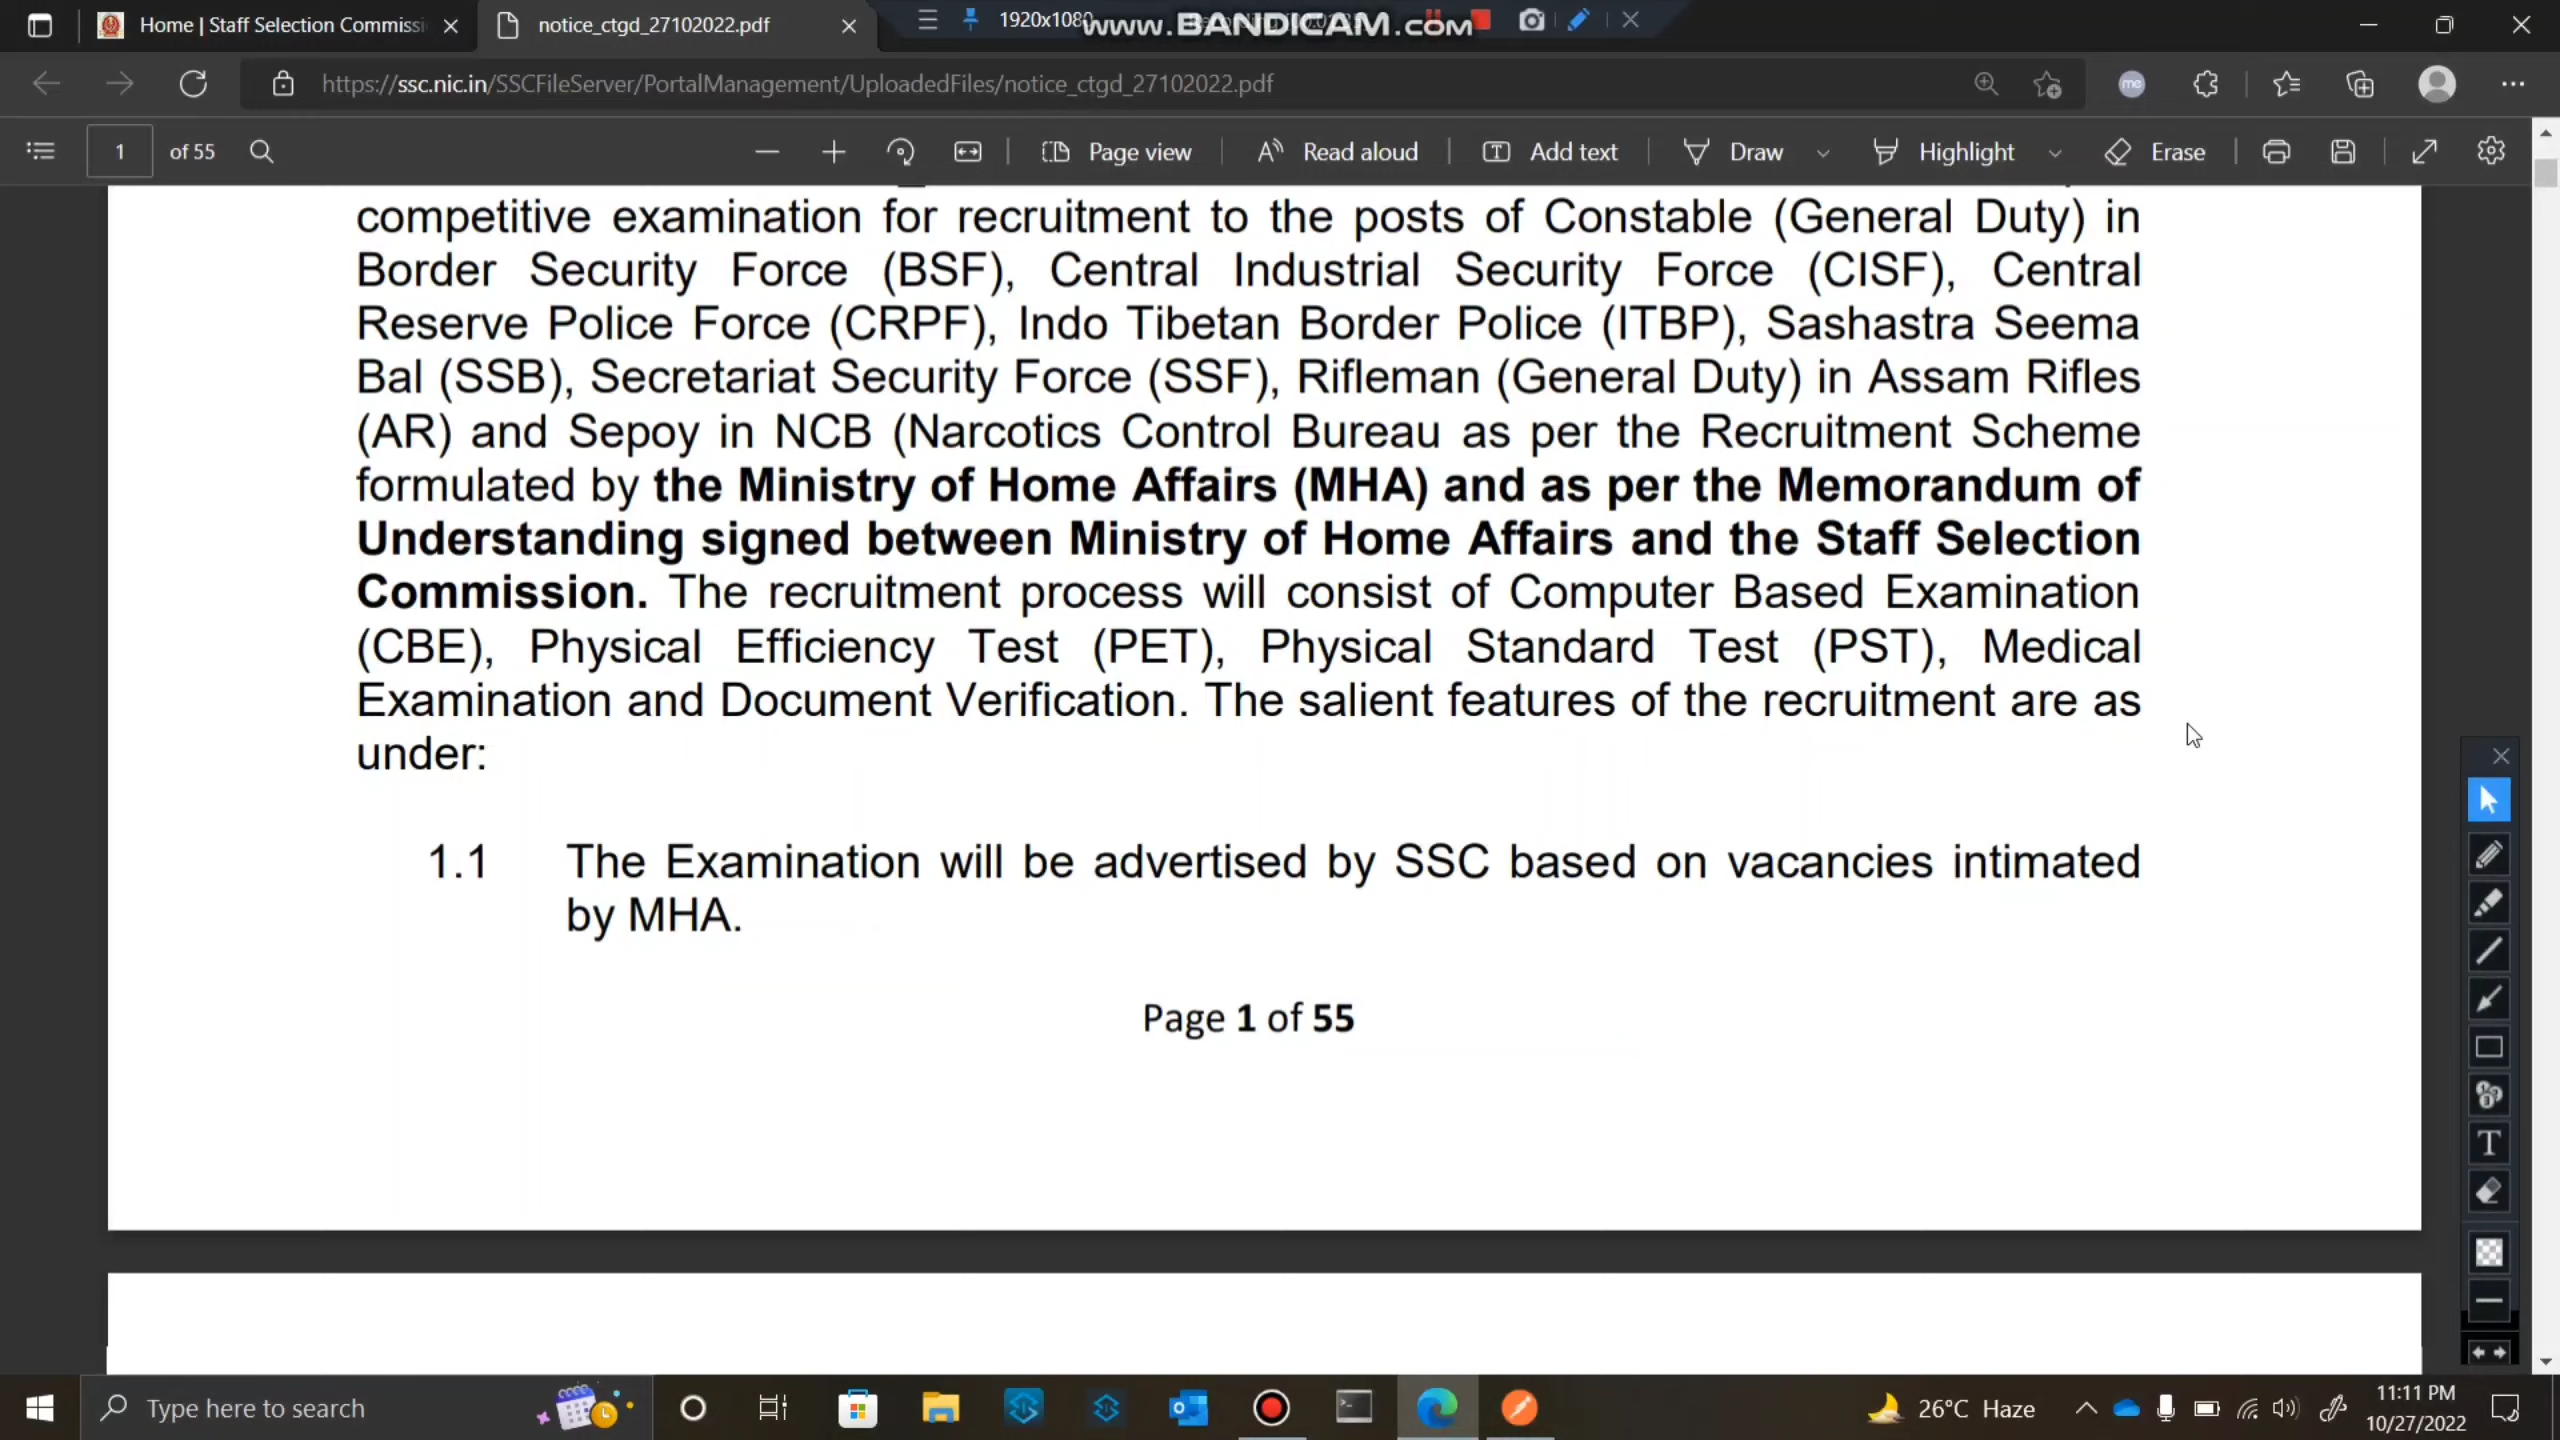 Home | Staff Selection Commissi
notice_ctgd_27102022.pdf
1920x1080
www.BANDICAM.com
https://ssc.nic.in/SSCFileServer/PortalManagement/UploadedFiles/notice_ctgd_27102022.pdf
me
1 of 55
Page view
Read aloud
Add text
Draw
Highlight
Erase
competitive examination for recruitment to the posts of Constable (General Duty) in
Border Security Force (BSF), Central Industrial Security Force (CISF), Central
Reserve Police Force (CRPF), Indo Tibetan Border Police (ITBP), Sashastra Seema
Bal (SSB), Secretariat Security Force (SSF), Rifleman (General Duty) in Assam Rifles
(AR) and Sepoy in NCB (Narcotics Control Bureau as per the Recruitment Scheme
formulated by the Ministry of Home Affairs (MHA) and as per the Memorandum of
Understanding signed between Ministry of Home Affairs and the Staff Selection
Commission. The recruitment process will consist of Computer Based Examination
(CBE), Physical Efficiency Test (PET), Physical Standard Test (PST), Medical
Examination and Document Verification. The salient features of the recruitment are as
under:
1.1 The Examination will be advertised by SSC based on vacancies intimated
by MHA.
Page 1 of 55
Type here to search
26°C Haze
11:11 PM
10/27/2022